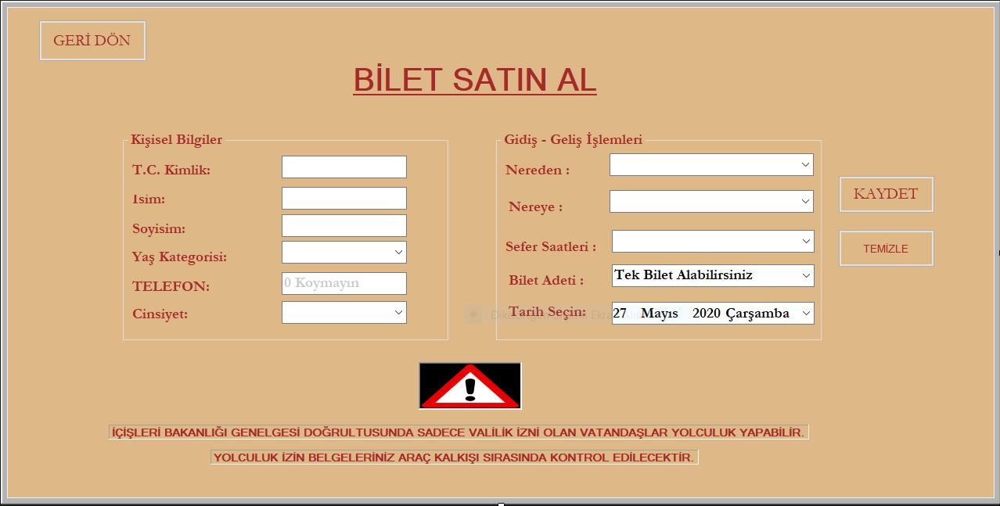 GERİ DÖN
BİLET SATIN AL
Kişisel Bilgiler
T.C. Kimlik:
Isim:
Soyisim:
Yaş Kategorisi:
TELEFON:
0 Koymayın
Cinsiyet:
Gidiş - Geliş İşlemleri
Nereden :
Nereye :
Sefer Saatleri :
Bilet Adeti :
Tek Bilet Alabilirsiniz
Tarih Seçin:
27 Mayıs 2020 Çarşamba
KAYDET
TEMİZLE
İÇİŞLERİ BAKANLIĞI GENELGESİ DOĞRULTUSUNDA SADECE VALİLİK İZNİ OLAN VATANDAŞLAR YOLCULUK YAPABİLİR.
YOLCULUK İZİN BELGELERİNİZ ARAÇ KALKIŞI SIRASINDA KONTROL EDİLECEKTİR.